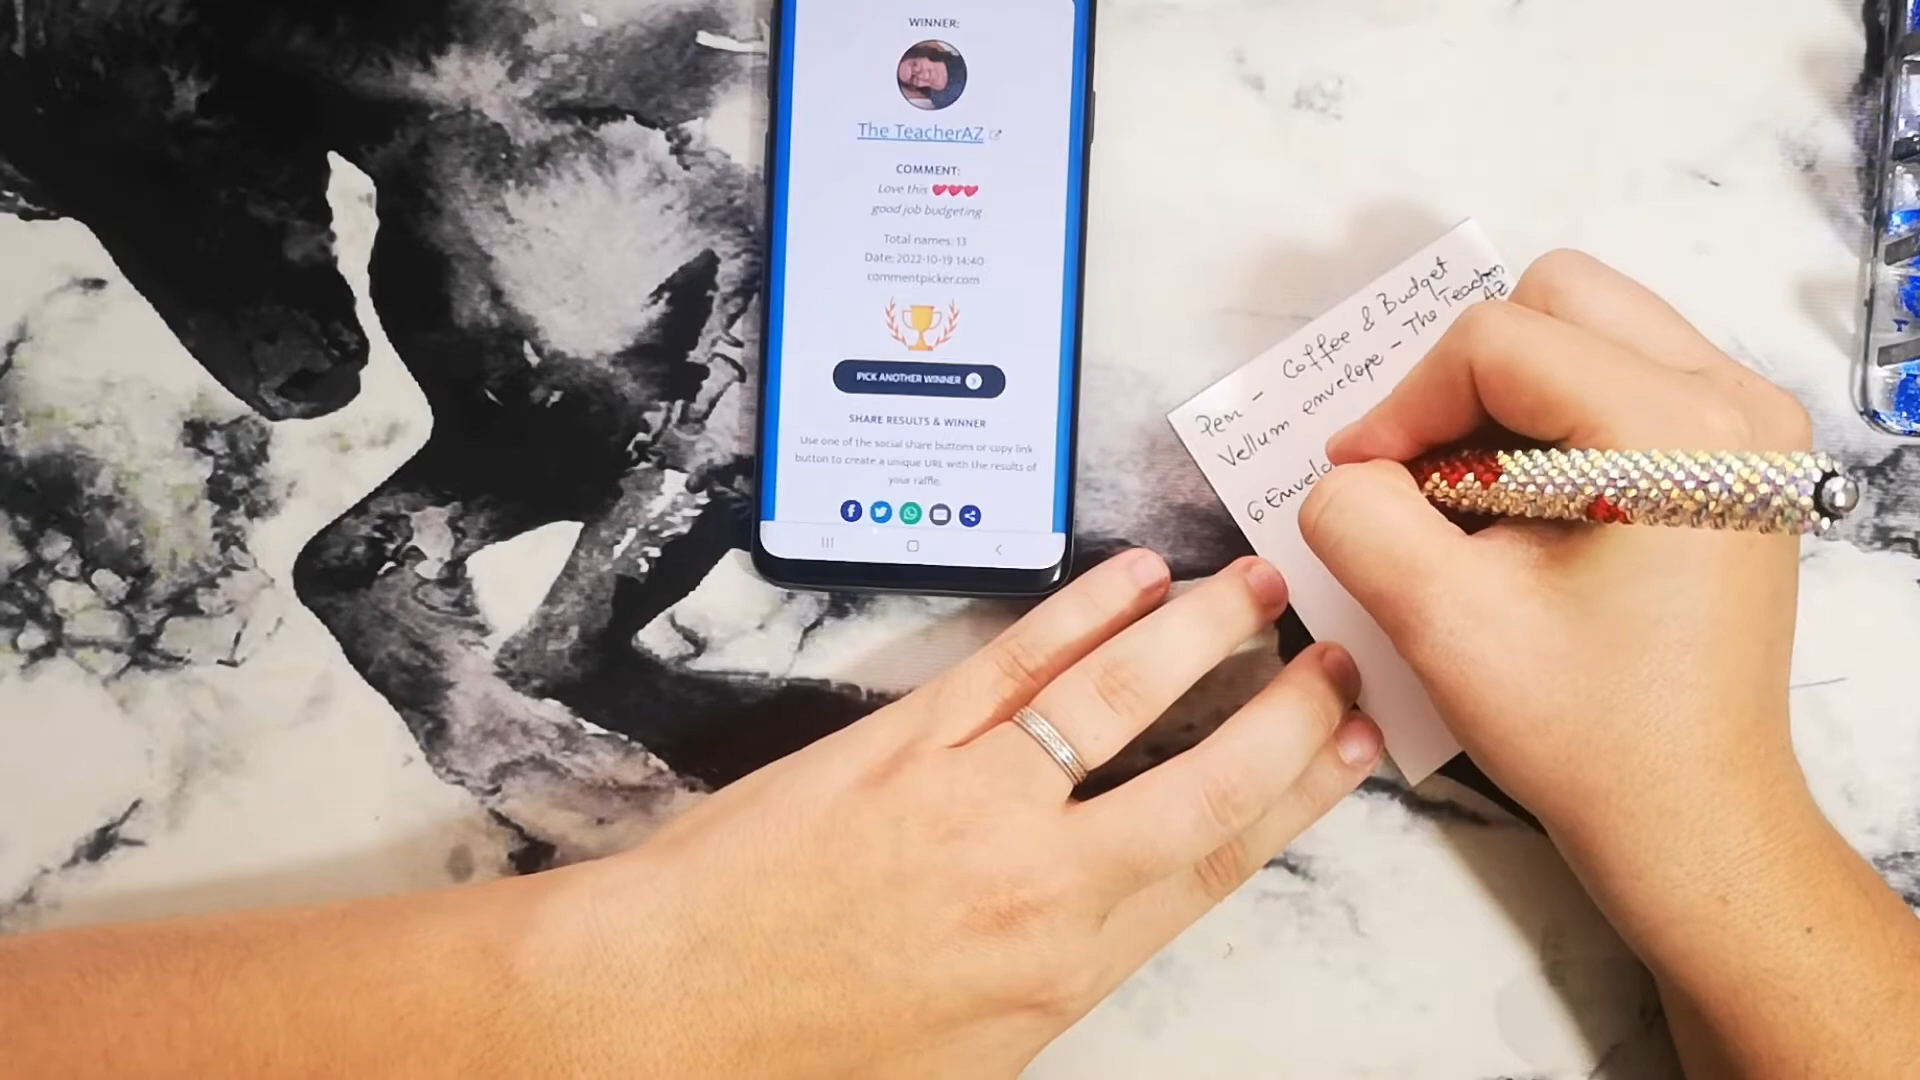 WINNER:
The TeacherAZ
COMMENT:
Love this ❤❤❤
good job budgeting
Total names: 13
Date: 2022-10-19 14:40
commentpicker.com
PICK ANOTHER WINNER
SHARE RESULTS & WINNER
Use one of the social share buttons or copy link
button to create a unique URL with the results of
your raffle.
Pen - Coffee & Budget
Vellum envelope - The Teacher
AZ
6 Envelo